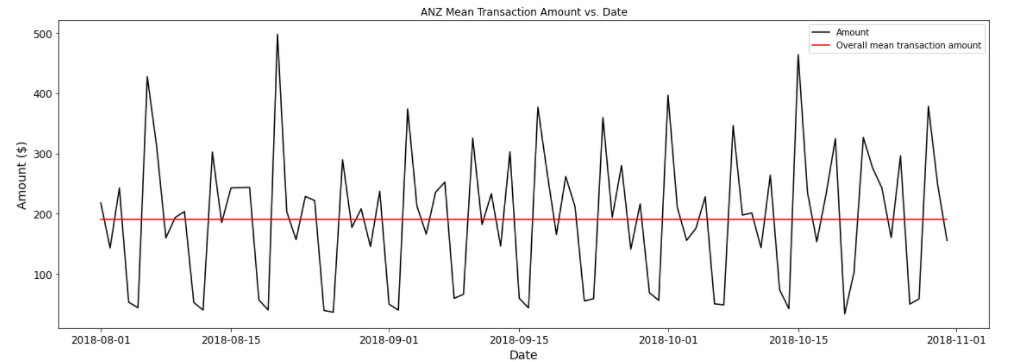 ANZ Mean Transaction Amount vs. Date
Amount
Overall mean transaction amount
Amount ($)
500
400
300
200
100
2018-08-01
2018-08-15
2018-09-01
2018-09-15
2018-10-01
2018-10-15
2018-11-01
Date